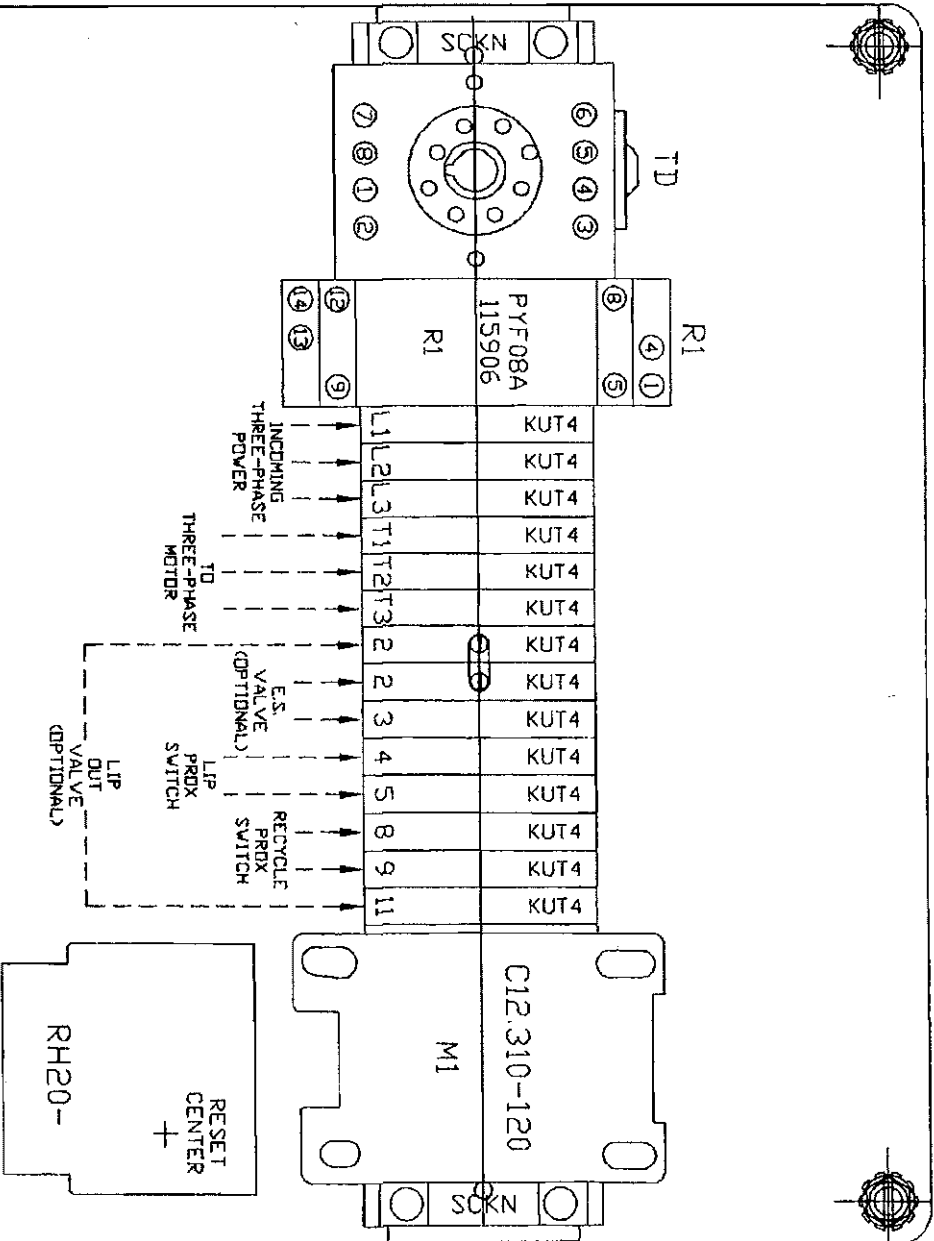 SCKN
TD
⑦ ⑧ ① ②
⑥ ⑤ ④ ③
R1
④ ①
⑧ ⑤
PYF08A
115906
R1
⑫ ⑨
⑭ ⑬
L1 KUT4
L2 KUT4
L3 KUT4
T1 KUT4
T2 KUT4
T3 KUT4
2 KUT4
2 KUT4
3 KUT4
4 KUT4
5 KUT4
8 KUT4
9 KUT4
11 KUT4
INCOMING
THREE-PHASE
POWER
TO
THREE-PHASE
MOTOR
E.S.
VALVE
(OPTIONAL)
LIP
PROX
SWITCH
RECYCLE
PROX
SWITCH
LIP
OUT
VALVE
(OPTIONAL)
C12.310-120
M1
SCKN
RESET
CENTER
RH20-